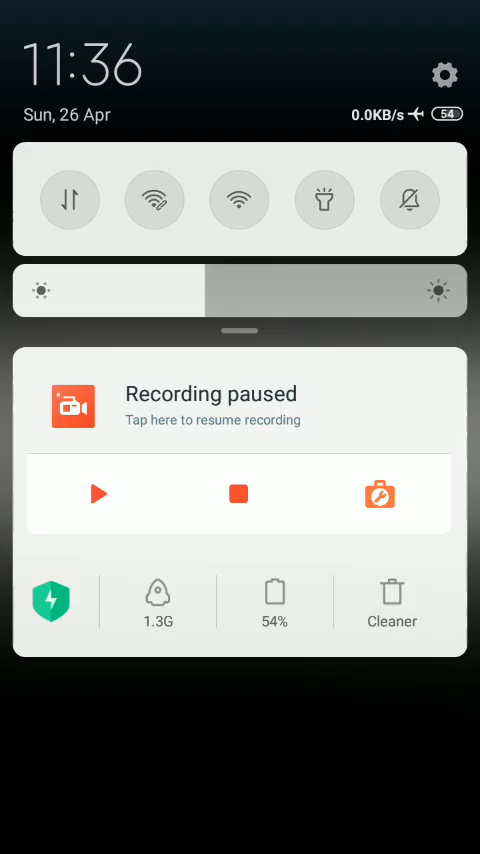 11:36
Sun, 26 Apr
0.0KB/s
54
Recording paused
Tap here to resume recording
1.3G
54%
Cleaner